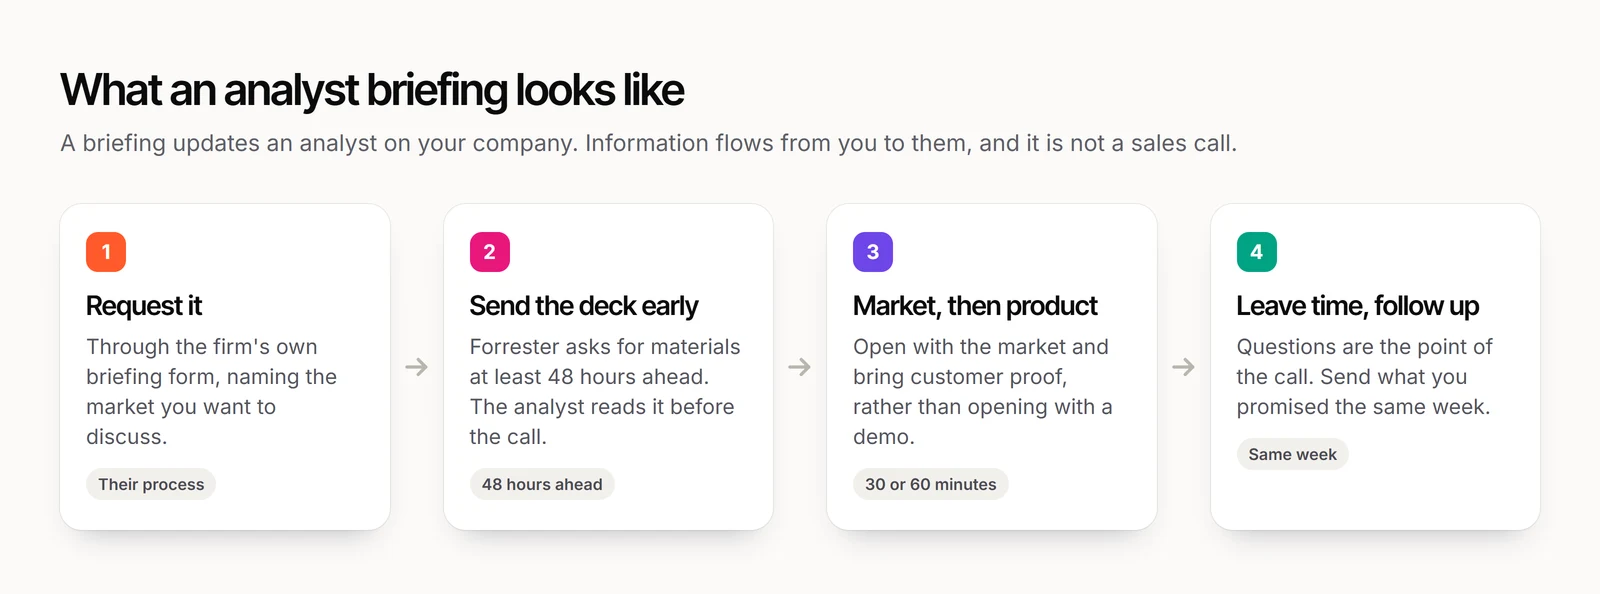 What an analyst briefing looks like
A briefing updates an analyst on your company. Information flows from you to them, and it is not a sales call.
1
Request it
Through the firm's own
briefing form, naming the
market you want to
discuss.
Their process
2
Send the deck early
Forrester asks for materials
at least 48 hours ahead.
The analyst reads it before
the call.
48 hours ahead
3
Market, then product
Open with the market and
bring customer proof,
rather than opening with a
demo.
30 or 60 minutes
4
Leave time, follow up
Questions are the point of
the call. Send what you
promised the same week.
Same week